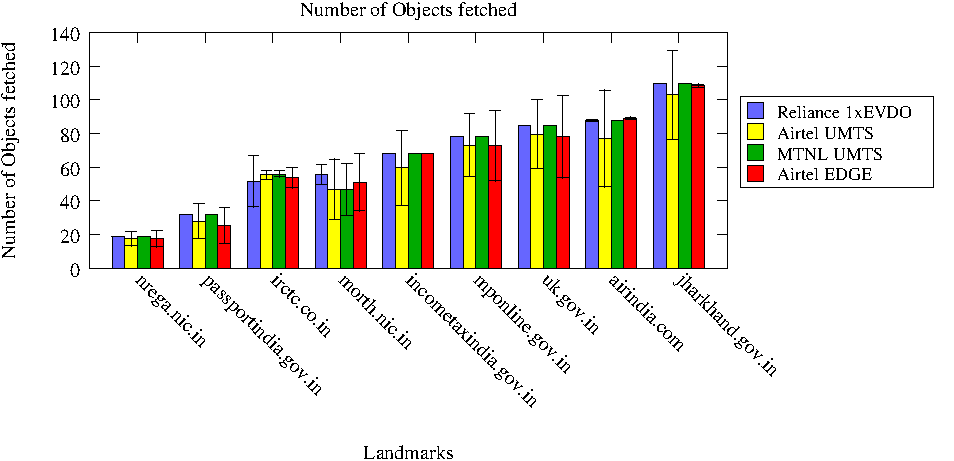 Number of Objects fetched
Number of Objects fetched
140
120
100
80
60
40
20
0
Reliance 1xEVDO
Airtel UMTS
MTNL UMTS
Airtel EDGE
nrega.nic.in
passportindia.gov.in
irctc.co.in
morth.nic.in
incometaxindia.gov.in
mponline.gov.in
uk.gov.in
airindia.com
jharkhand.gov.in
Landmarks